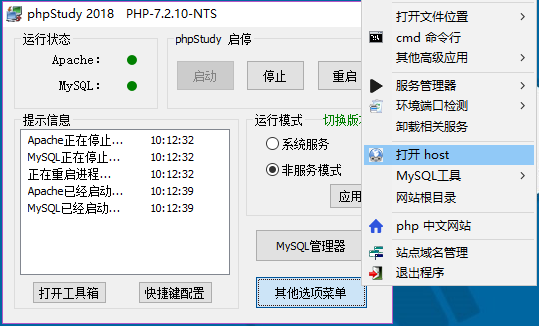 phpStudy 2018 PHP-7.2.10-NTS
运行状态
Apache:
MySQL:
phpStudy 启停
启动
停止
重启
提示信息
Apache正在停止... 10:12:32
MySQL正在停止... 10:12:32
正在重启进程... 10:12:32
Apache已经启动... 10:12:39
MySQL已经启动... 10:12:39
运行模式
切换版本
系统服务
非服务模式
应用
MySQL管理器
打开工具箱
快捷键配置
其他选项菜单
打开文件位置
cmd 命令行
其他高级应用
服务管理器
环境端口检测
卸载相关服务
打开 host
MySQL工具
网站根目录
php 中文网站
站点域名管理
退出程序